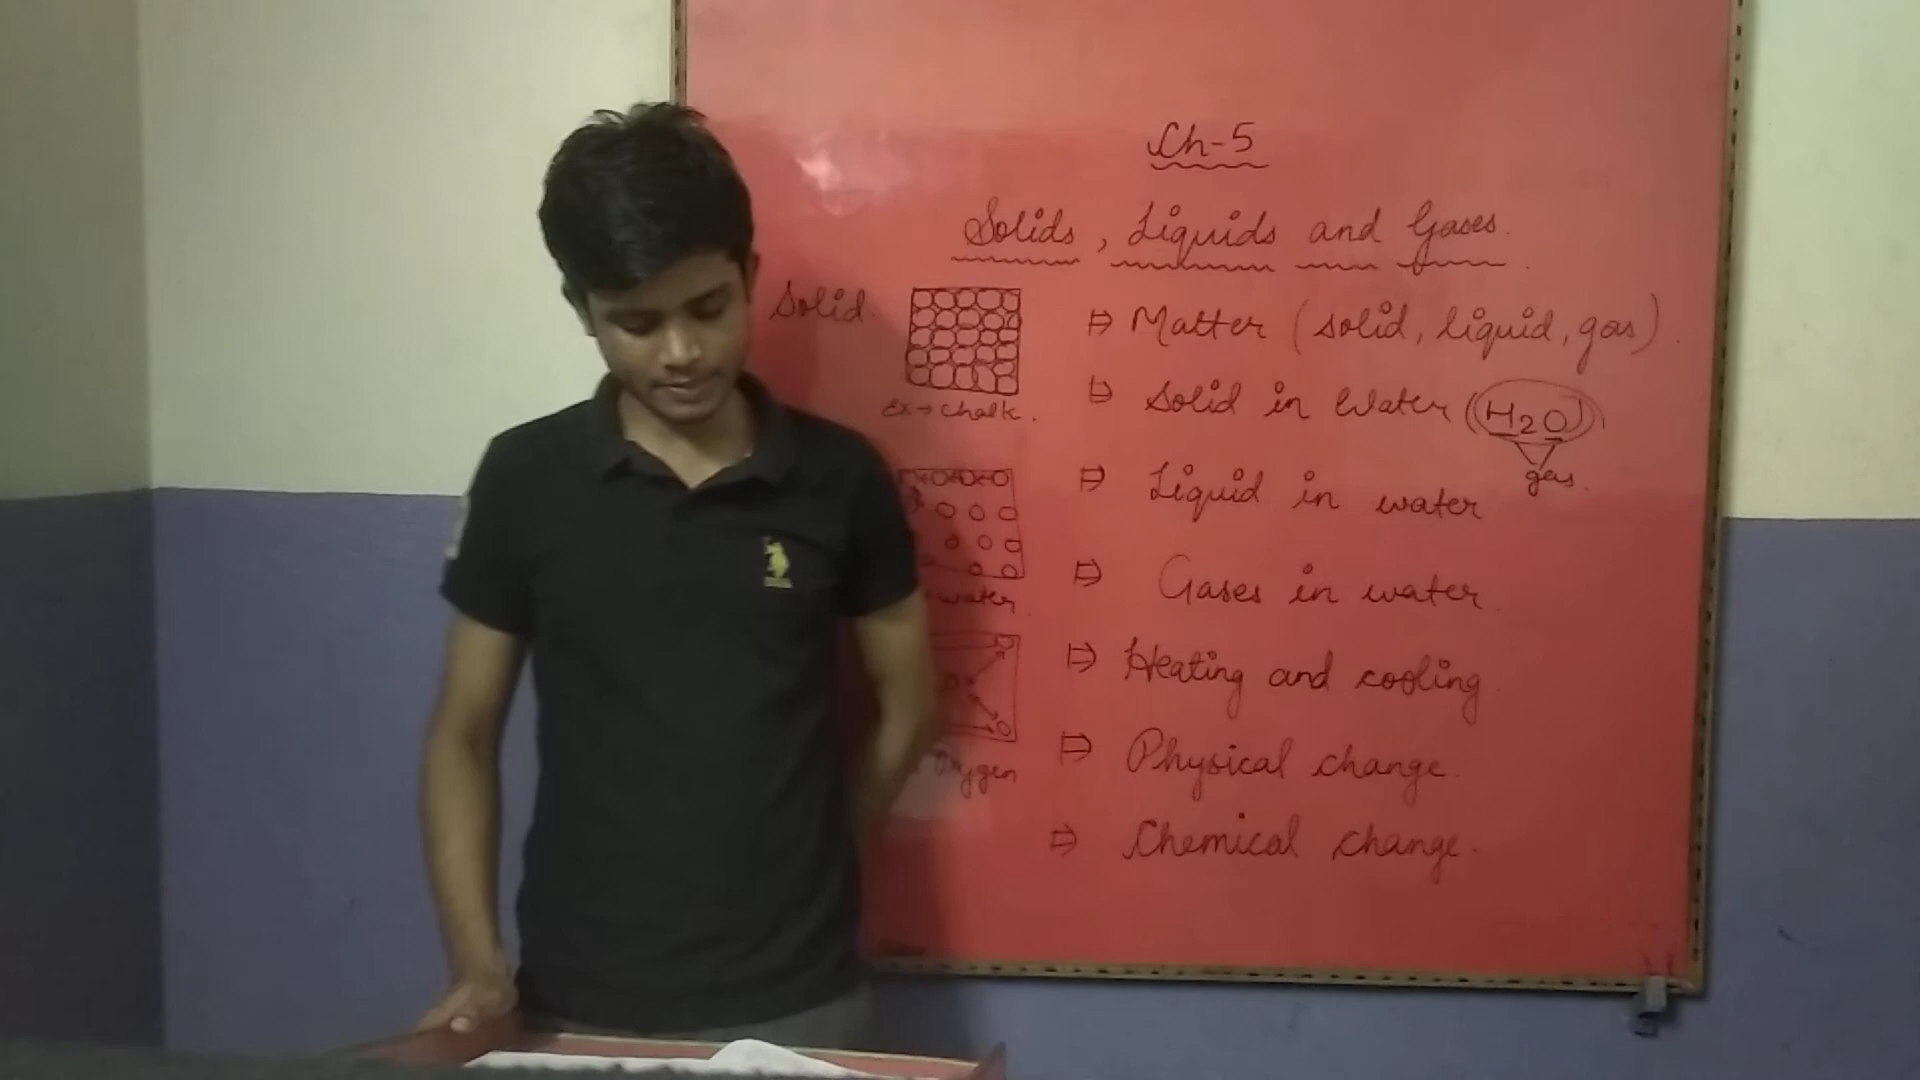 Ch-5
Solids, Liquids and Gases.
Solid.
Ex→ Chalk.
water
Oxygen
⇒ Matter (solid, liquid, gas)
⇒ Solid in Water (H2O)
gas.
⇒ Liquid in water
⇒ Gases in water
⇒ Heating and cooling
⇒ Physical change.
⇒ Chemical change.